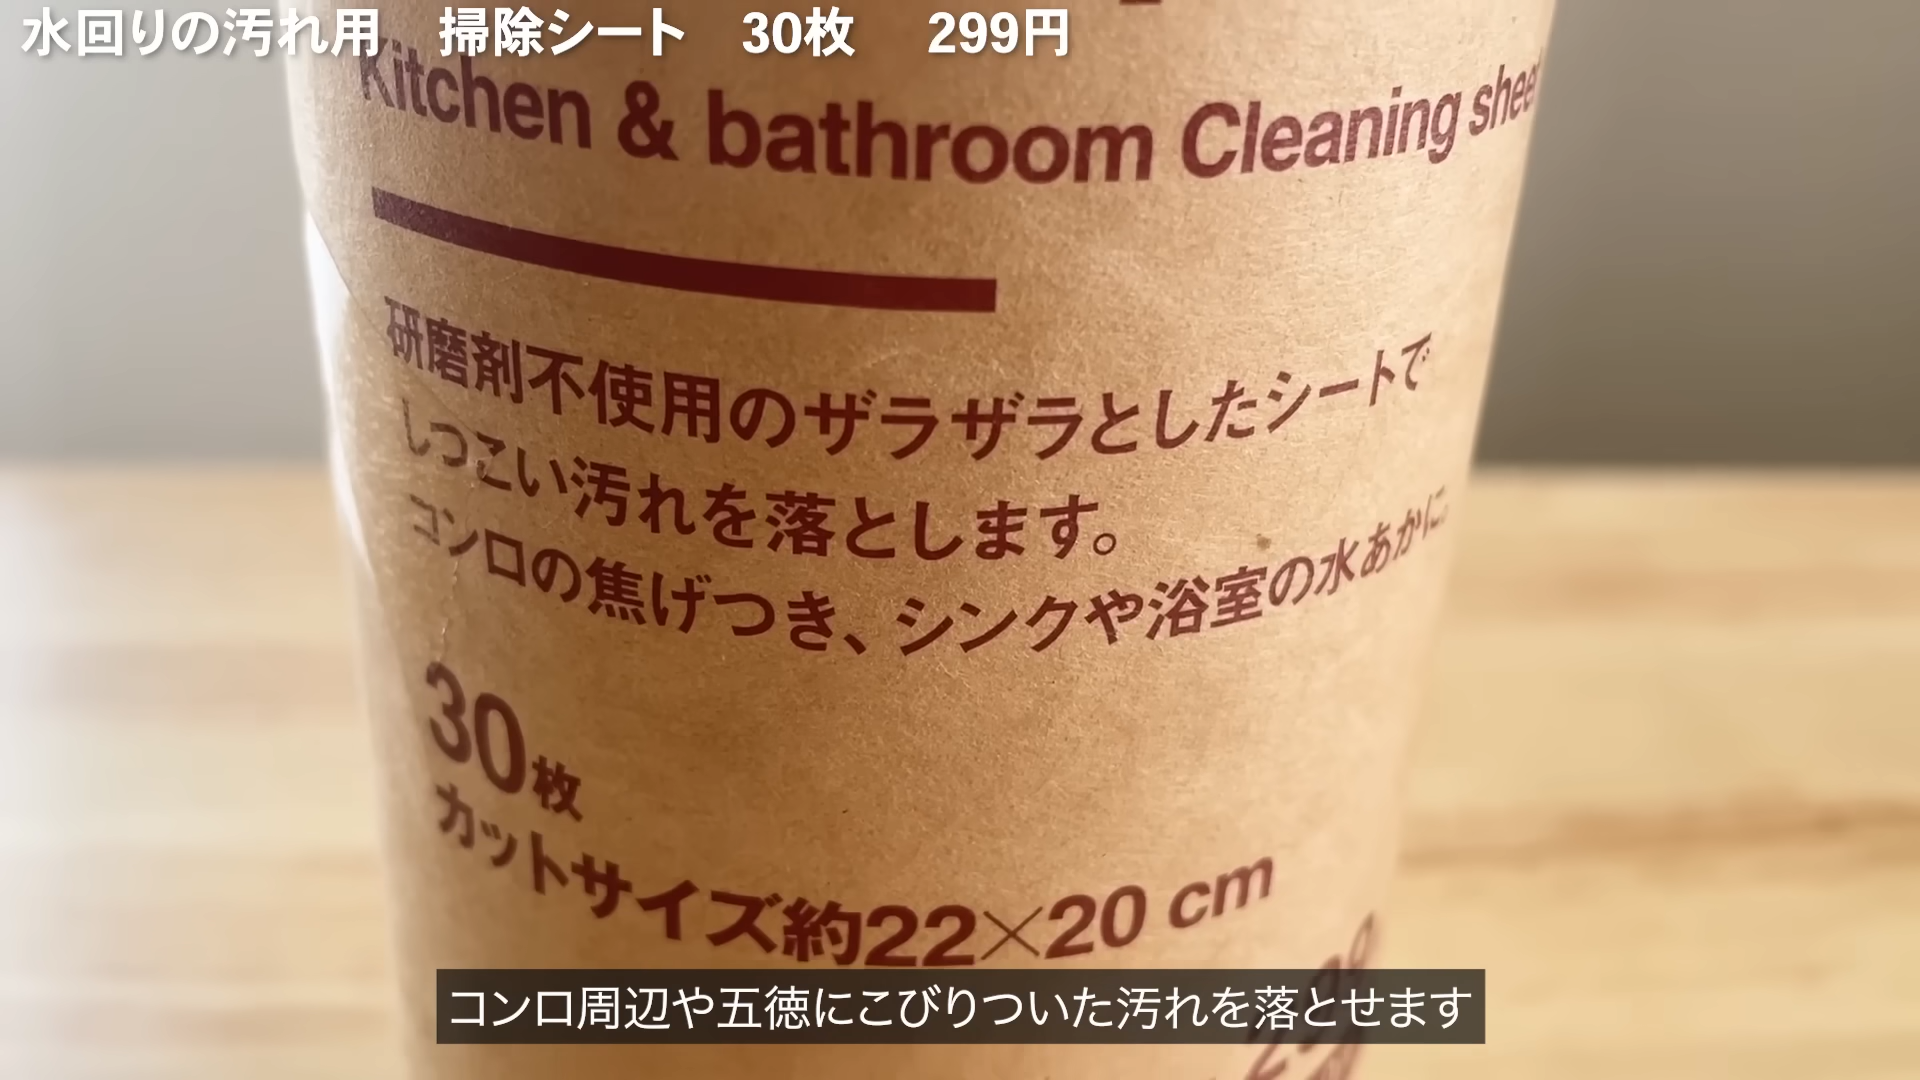 水回りの汚れ用　掃除シート　30枚　299円
Kitchen & bathroom Cleaning
研磨剤不使用のザラザラとしたシートで
しつこい汚れを落とします。
コンロの焦げつき、シンクや浴室の水あかに。
30枚
カットサイズ約22×20 cm
コンロ周辺や五徳にこびりついた汚れを落とせます